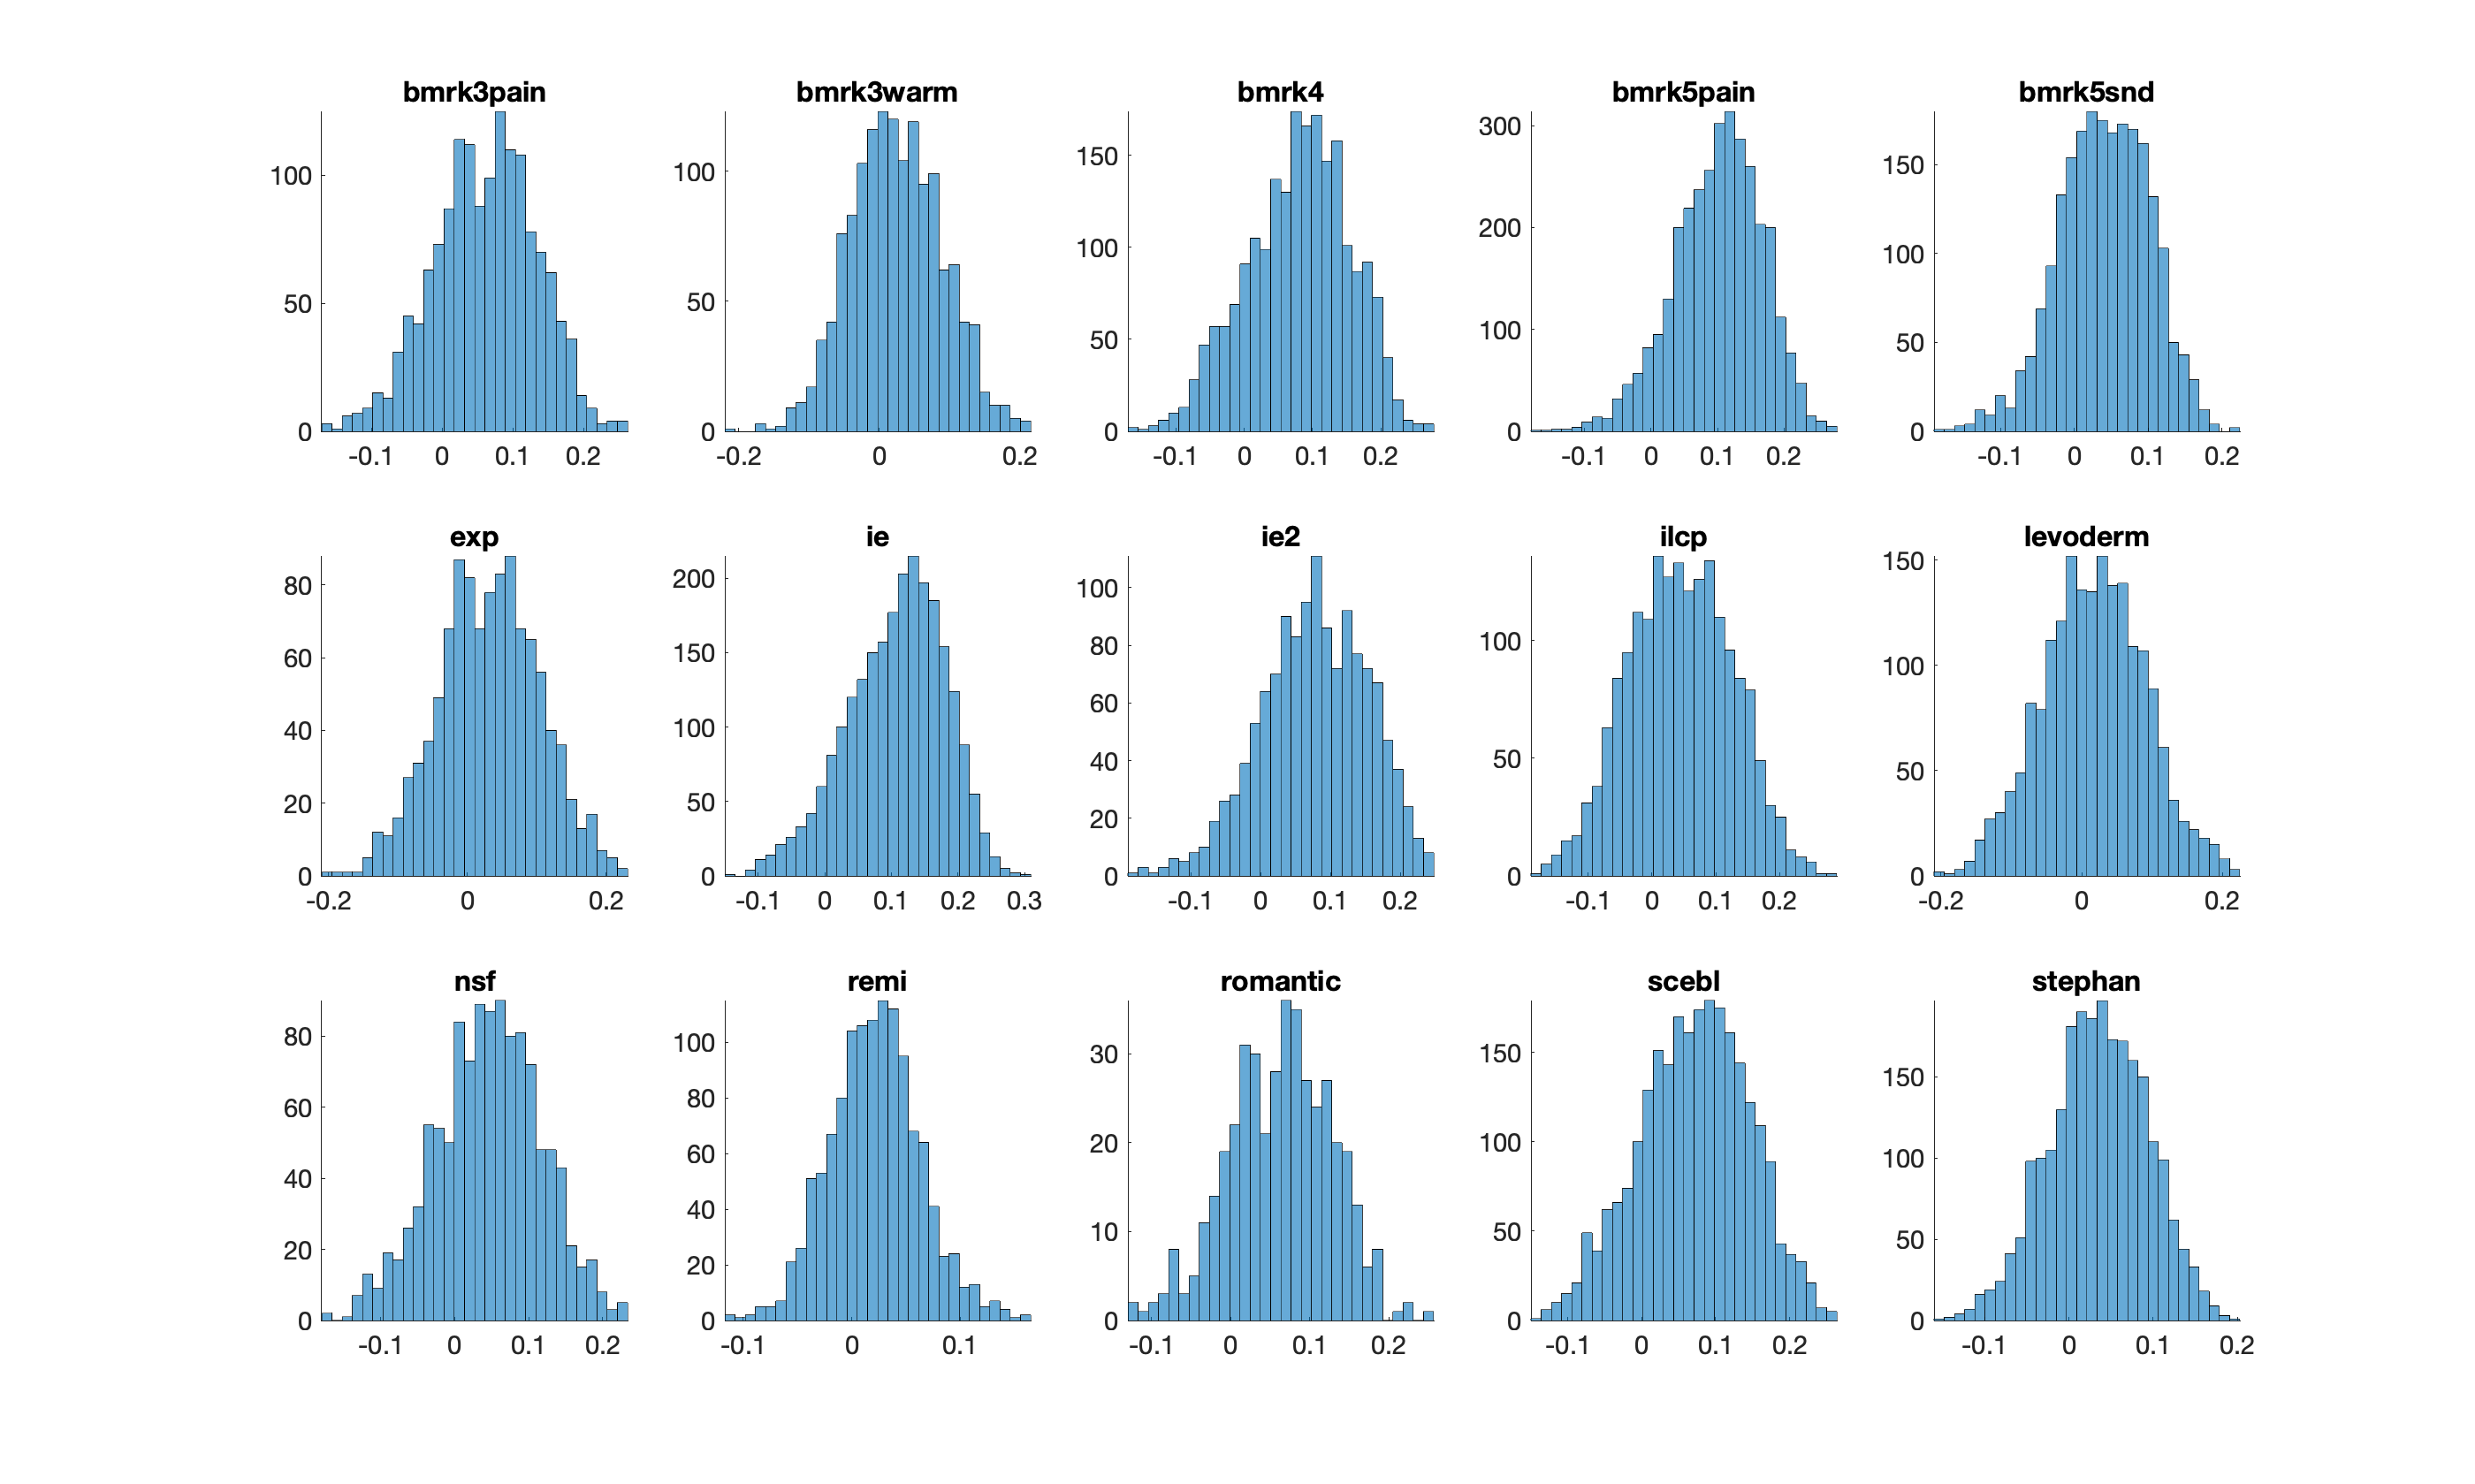 bmrk3pain bmrk3warm bmrk4 bmrk5pain bmrk5snd
100 50 0 100 50 0 150 100 50 0 300 200 100 0 150 100 50 0
-0.1 0 0.1 0.2 -0.2 0 0.2 -0.1 0 0.1 0.2 -0.1 0 0.1 0.2 -0.1 0 0.1 0.2
exp ie ie2 ilcp levoderm
80 60 40 20 0 200 150 100 50 0 100 80 60 40 20 0 100 50 0 150 100 50 0
-0.2 0 0.2 -0.1 0 0.1 0.2 0.3 -0.1 0 0.1 0.2 -0.1 0 0.1 0.2 -0.2 0 0.2
nsf remi romantic scebl stephan
80 60 40 20 0 100 80 60 40 20 0 30 20 10 0 150 100 50 0 150 100 50 0
-0.1 0 0.1 0.2 -0.1 0 0.1 -0.1 0 0.1 0.2 -0.1 0 0.1 0.2 -0.1 0 0.1 0.2